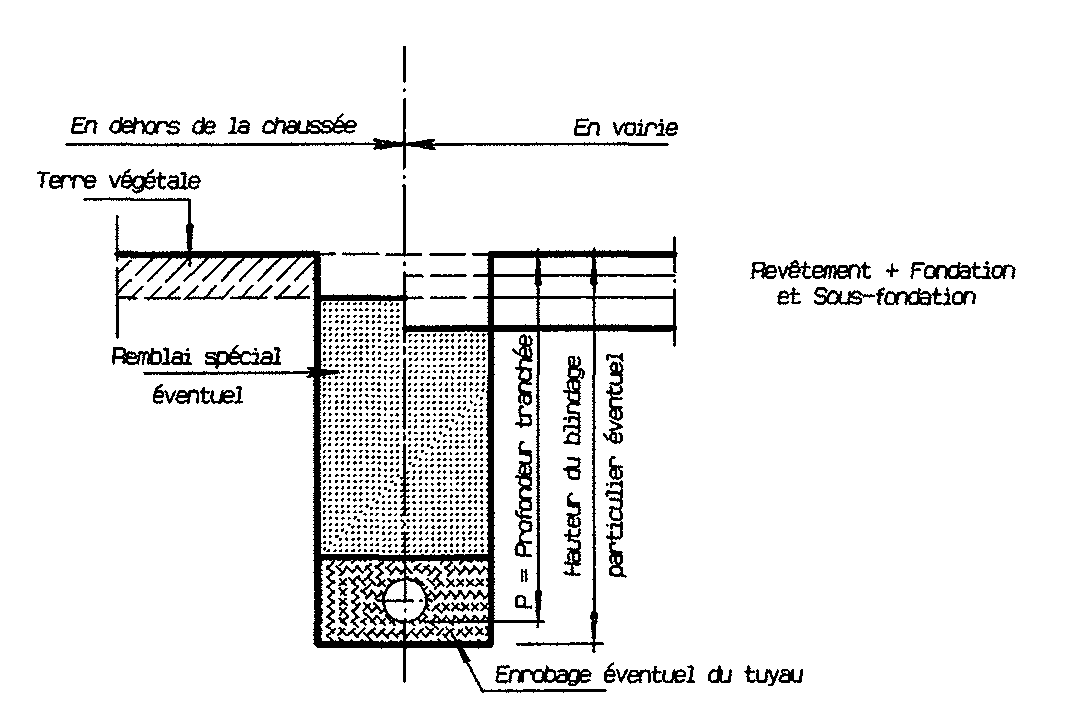 En dehors de la chaussée
En voirie
Terre végétale
Revêtement + Fondation
et Sous-fondation
Remblai spécial
éventuel
P = Profondeur tranchée
Hauteur du blindage
particulier éventuel
Enrobage éventuel du tuyau